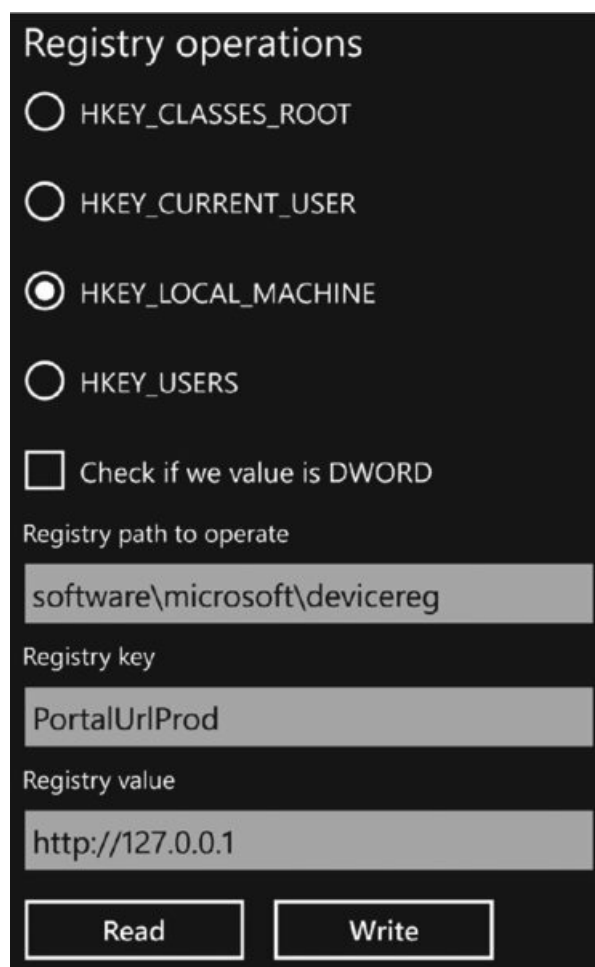 Registry operations
HKEY_CLASSES_ROOT
HKEY_CURRENT_USER
HKEY_LOCAL_MACHINE
HKEY_USERS
Check if we value is DWORD
Registry path to operate
software\microsoft\devicereg
Registry key
PortalUrlProd
Registry value
http://127.0.0.1
Read Write